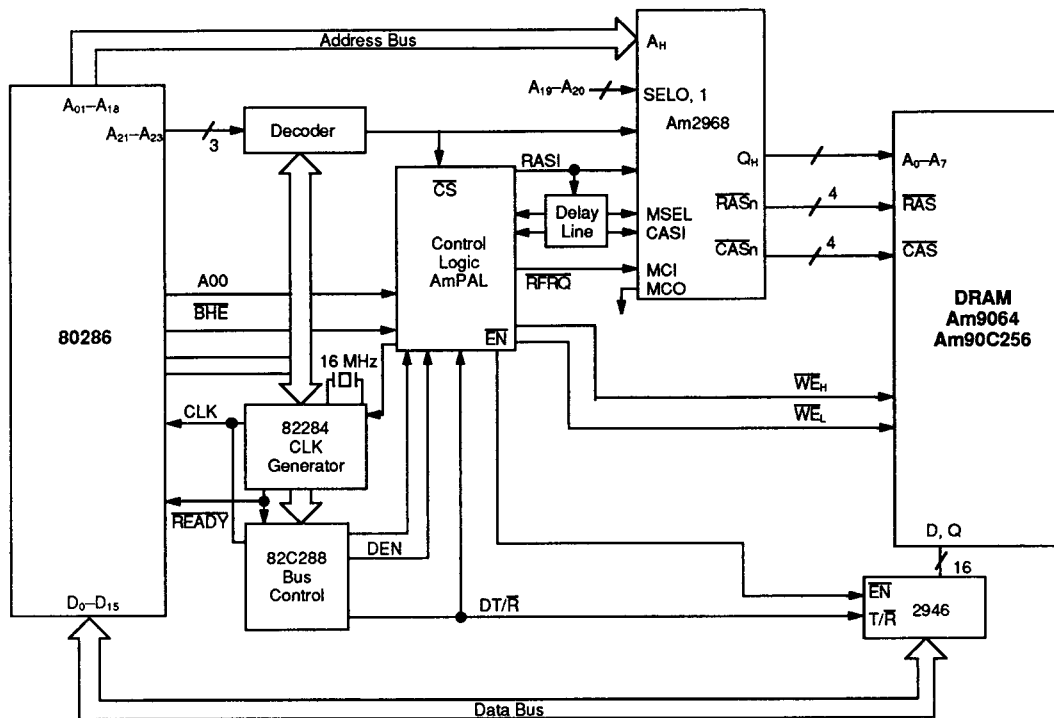 Address Bus
A01–A18
A21–A23
3
Decoder
A19–A20
AH
SELO, 1
Am2968
QH
RASn
4
CASn
4
MSEL
CASI
MCI
MCO
RASI
CS
Control
Logic
AmPAL
EN
Delay
Line
RFRQ
A0–A7
RAS
CAS
DRAM
Am9064
Am90C256
WEH
WEL
D, Q
16
80286
A00
BHE
16 MHz
CLK
82284
CLK
Generator
READY
82C288
Bus
Control
DEN
DT/R
EN
T/R
2946
D0–D15
Data Bus